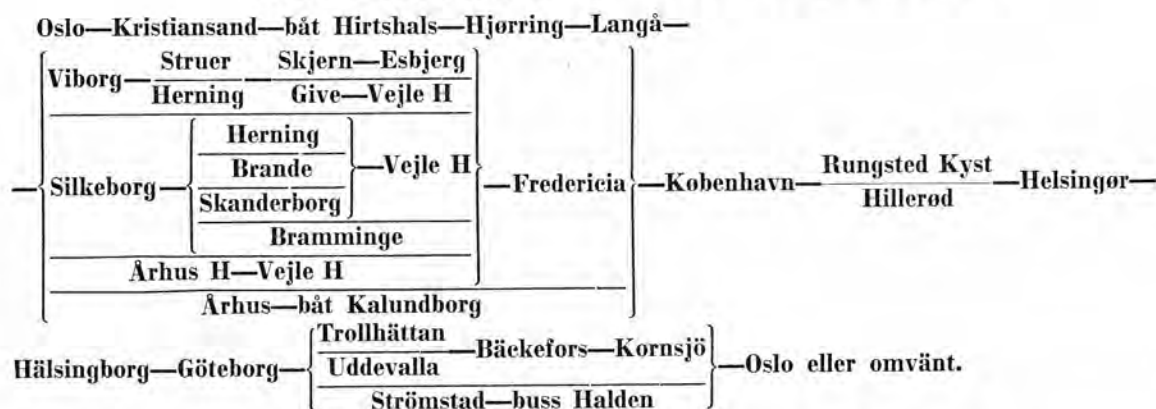 Oslo—Kristiansand—båt Hirtshals—Hjørring—Langå—
Viborg—
Struer
Herning
—
Skjern—Esbjerg
Give—Vejle H
—
Silkeborg—
Herning
Brande
Skanderborg
—Vejle H
Bramminge
Århus H—Vejle H
—Fredericia
Århus—båt Kalundborg
—København—
Rungsted Kyst
Hillerød
—Helsingør—
Hälsingborg—Göteborg—
Trollhättan
Uddevalla
—Bäckefors—Kornsjö
Strömstad—buss Halden
—Oslo eller omvänt.